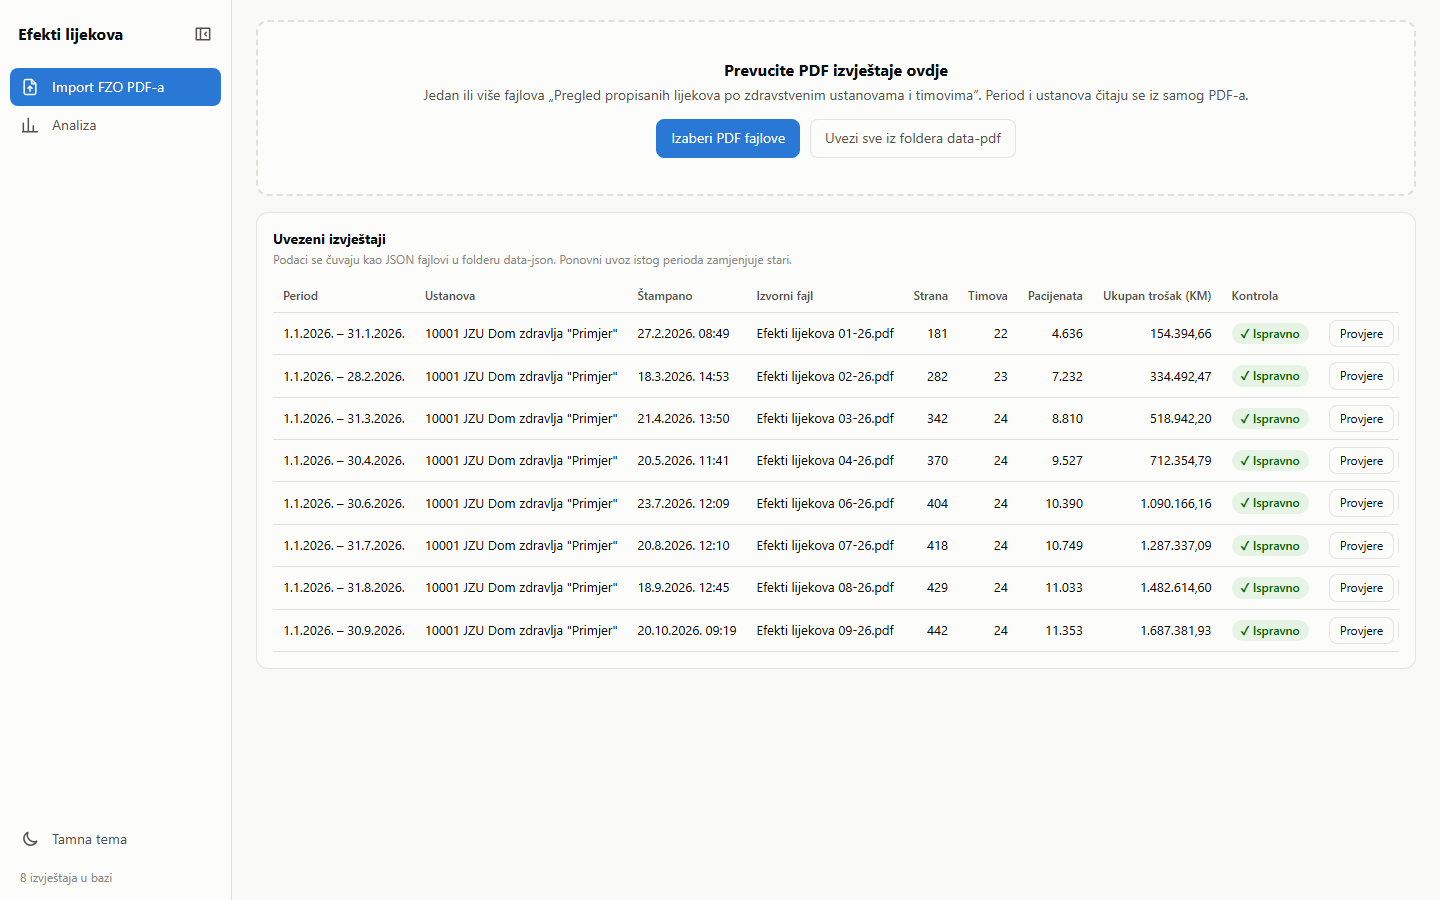 Efekti lijekova
Import FZO PDF-a
Analiza
Prevucite PDF izvještaje ovdje
Jedan ili više fajlova „Pregled propisanih lijekova po zdravstvenim ustanovama i timovima“. Period i ustanova čitaju se iz samog PDF-a.
Izaberi PDF fajlove Uvezi sve iz foldera data-pdf
Uvezeni izvještaji
Podaci se čuvaju kao JSON fajlovi u folderu data-json. Ponovni uvoz istog perioda zamjenjuje stari.
Period Ustanova Štampano Izvorni fajl Strana Timova Pacijenata Ukupan trošak (KM) Kontrola
1.1.2026. – 31.1.2026. 10001 JZU Dom zdravlja "Primjer" 27.2.2026. 08:49 Efekti lijekova 01-26.pdf 181 22 4.636 154.394,66 ✓ Ispravno Provjere
1.1.2026. – 28.2.2026. 10001 JZU Dom zdravlja "Primjer" 18.3.2026. 14:53 Efekti lijekova 02-26.pdf 282 23 7.232 334.492,47 ✓ Ispravno Provjere
1.1.2026. – 31.3.2026. 10001 JZU Dom zdravlja "Primjer" 21.4.2026. 13:50 Efekti lijekova 03-26.pdf 342 24 8.810 518.942,20 ✓ Ispravno Provjere
1.1.2026. – 30.4.2026. 10001 JZU Dom zdravlja "Primjer" 20.5.2026. 11:41 Efekti lijekova 04-26.pdf 370 24 9.527 712.354,79 ✓ Ispravno Provjere
1.1.2026. – 30.6.2026. 10001 JZU Dom zdravlja "Primjer" 23.7.2026. 12:09 Efekti lijekova 06-26.pdf 404 24 10.390 1.090.166,16 ✓ Ispravno Provjere
1.1.2026. – 31.7.2026. 10001 JZU Dom zdravlja "Primjer" 20.8.2026. 12:10 Efekti lijekova 07-26.pdf 418 24 10.749 1.287.337,09 ✓ Ispravno Provjere
1.1.2026. – 31.8.2026. 10001 JZU Dom zdravlja "Primjer" 18.9.2026. 12:45 Efekti lijekova 08-26.pdf 429 24 11.033 1.482.614,60 ✓ Ispravno Provjere
1.1.2026. – 30.9.2026. 10001 JZU Dom zdravlja "Primjer" 20.10.2026. 09:19 Efekti lijekova 09-26.pdf 442 24 11.353 1.687.381,93 ✓ Ispravno Provjere
Tamna tema
8 izvještaja u bazi